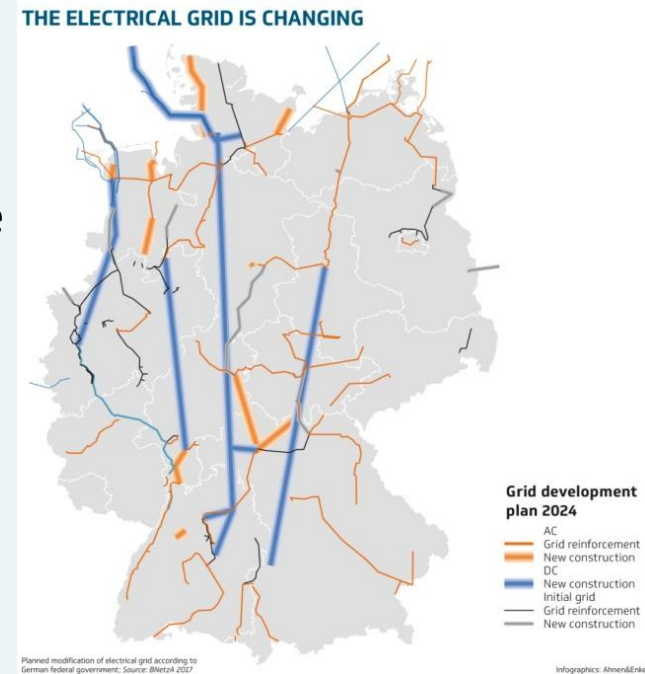 THE ELECTRICAL GRID IS CHANGING
e
Grid development
plan 2024
AC
Grid reinforcement
New construction
DC
New construction
Initial grid
Grid reinforcement
New construction
Planned modification of electrical grid according to
German federal government; Source: BNetzA 2017
Infographics: Ahnen&Enke